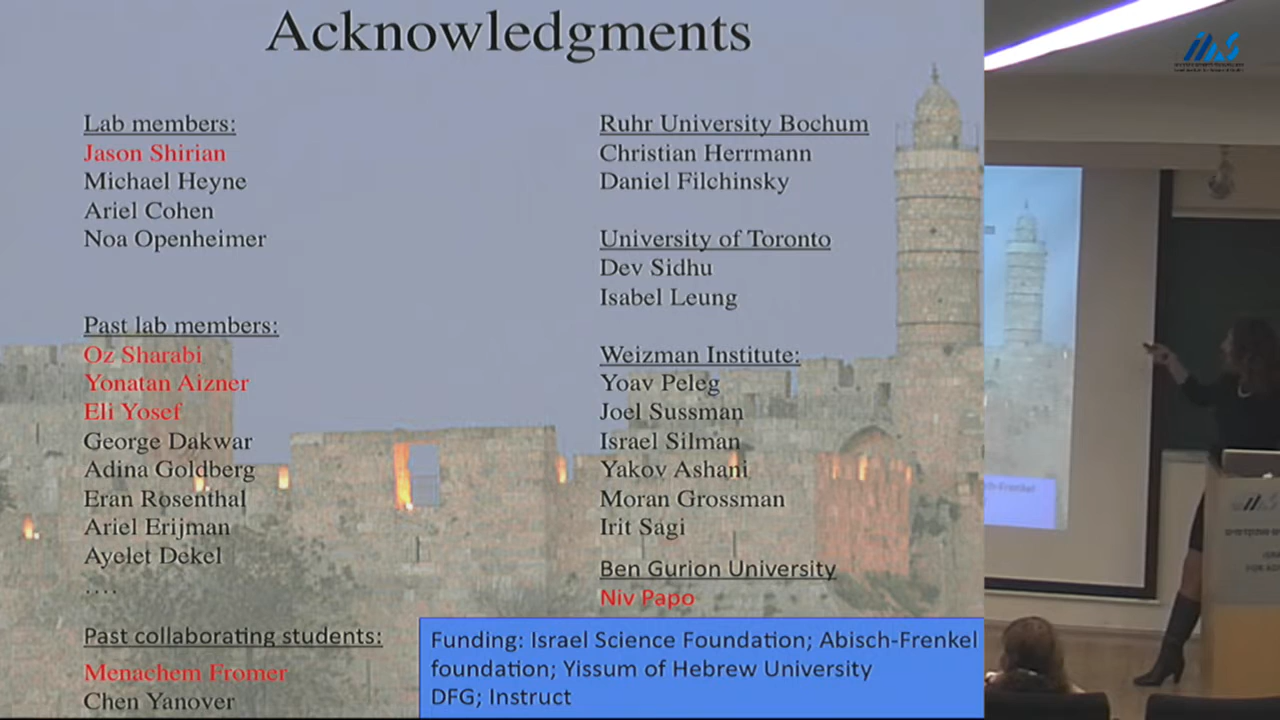 Acknowledgments
Lab members:
Jason Shirian
Michael Heyne
Ariel Cohen
Noa Openheimer
Past lab members:
Oz Sharabi
Yonatan Aizner
Eli Yosef
George Dakwar
Adina Goldberg
Eran Rosenthal
Ariel Erijman
Ayelet Dekel
....
Past collaborating students:
Menachem Fromer
Chen Yanover
Ruhr University Bochum
Christian Herrmann
Daniel Filchinsky
University of Toronto
Dev Sidhu
Isabel Leung
Weizman Institute:
Yoav Peleg
Joel Sussman
Israel Silman
Yakov Ashani
Moran Grossman
Irit Sagi
Ben Gurion University
Niv Papo
Funding: Israel Science Foundation; Abisch-Frenkel
foundation; Yissum of Hebrew University
DFG; Instruct